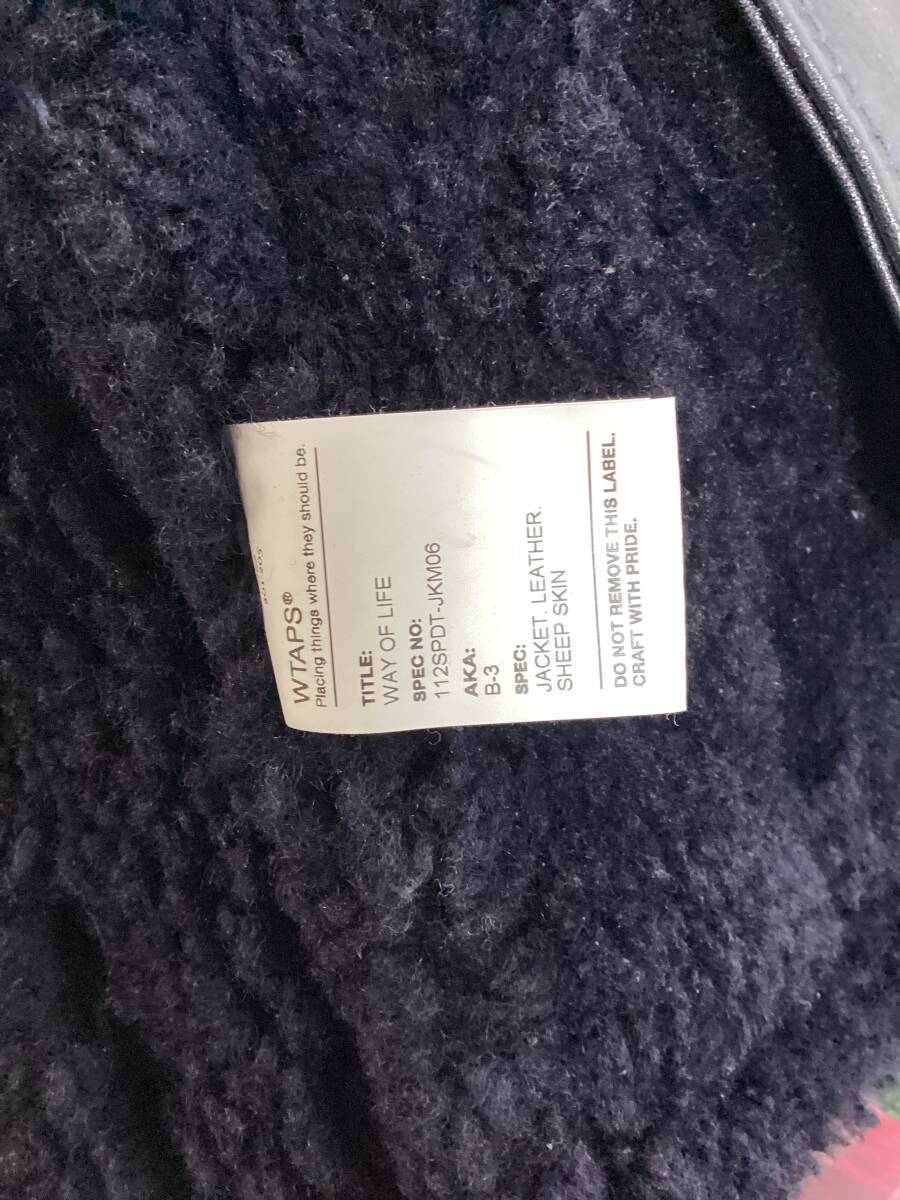 WTAPS®
Placing things where they should be.
TITLE:
WAY OF LIFE
SPEC NO:
112SPDT-JKM06
AKA:
B-3
SPEC:
JACKET. LEATHER.
SHEEP SKIN
DO NOT REMOVE THIS LABEL.
CRAFT WITH PRIDE.